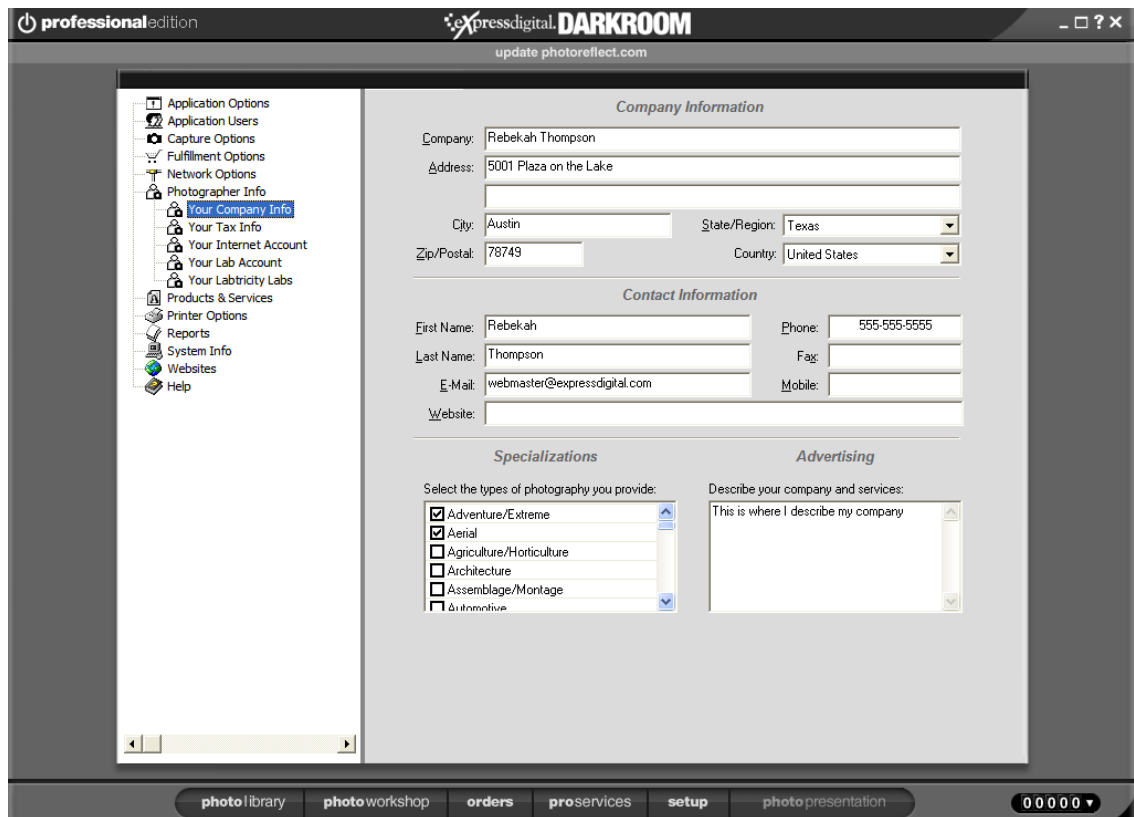 professionaledition
expressdigital. DARKROOM
update photoreflect.com
Application Options
Application Users
Capture Options
Fulfillment Options
Network Options
Photographer Info
Your Company Info
Your Tax Info
Your Internet Account
Your Lab Account
Your Labtricity Labs
Products & Services
Printer Options
Reports
System Info
Websites
Help
Company Information
Company: Rebekah Thompson
Address: 5001 Plaza on the Lake
City: Austin State/Region: Texas
Zip/Postal: 78749 Country: United States
Contact Information
First Name: Rebekah Phone: 555-555-5555
Last Name: Thompson Fax:
E-Mail: webmaster@expressdigital.com Mobile:
Website:
Specializations
Select the types of photography you provide:
Adventure/Extreme
Aerial
Agriculture/Horticulture
Architecture
Assemblage/Montage
Automotive
Advertising
Describe your company and services:
This is where I describe my company
photolibrary photoworkshop orders proservices setup photopresentation 00000